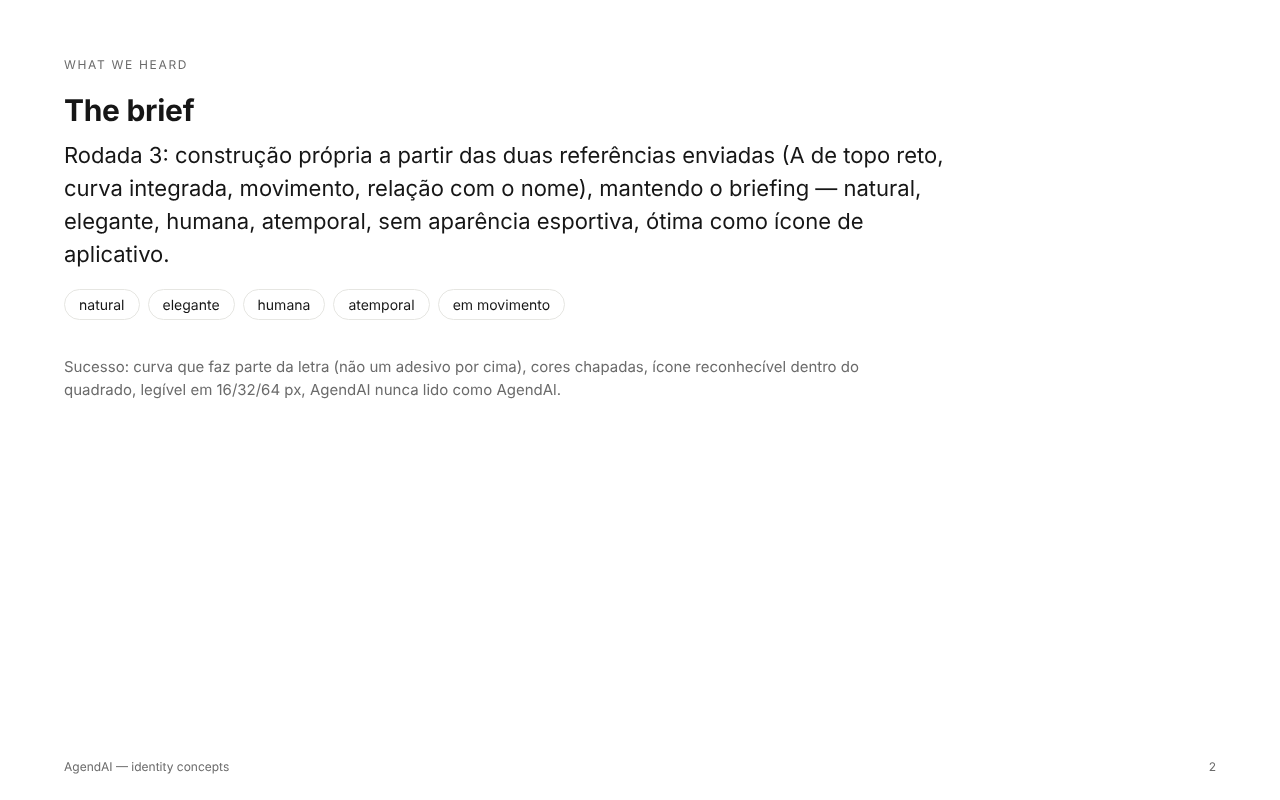 WHAT WE HEARD
The brief
Rodada 3: construção própria a partir das duas referências enviadas (A de topo reto,
curva integrada, movimento, relação com o nome), mantendo o briefing — natural,
elegante, humana, atemporal, sem aparência esportiva, ótima como ícone de
aplicativo.
natural
elegante
humana
atemporal
em movimento
Sucesso: curva que faz parte da letra (não um adesivo por cima), cores chapadas, ícone reconhecível dentro do
quadrado, legível em 16/32/64 px, AgendAI nunca lido como AgendAl.
AgendAI — identity concepts
2